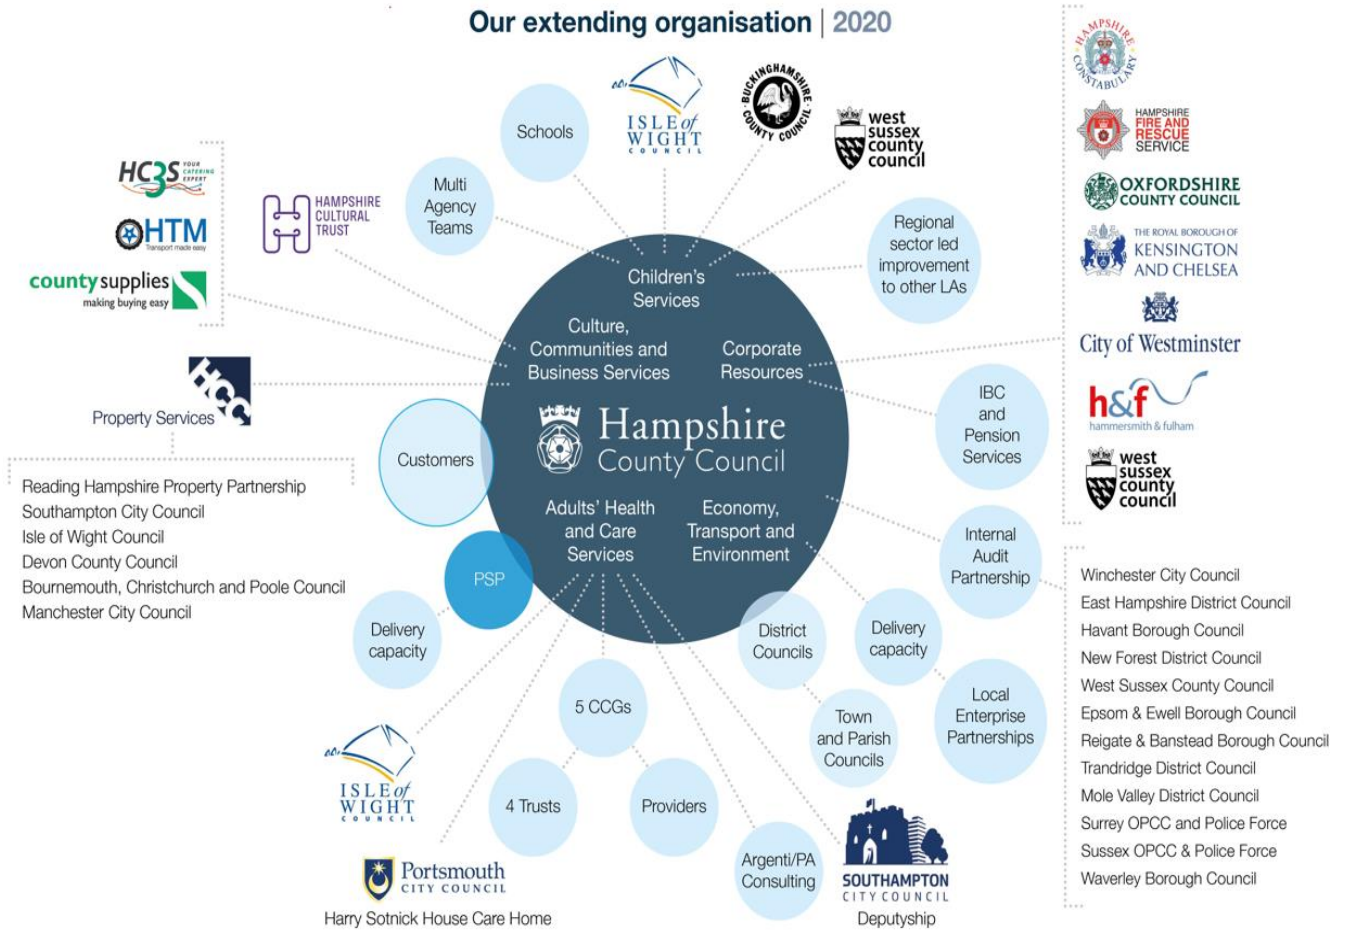 Our extending organisation | 2020
HAMPSHIRE
CONSTABULARY
HAMPSHIRE
FIRE AND
RESCUE
SERVICE
OXFORDSHIRE
COUNTY COUNCIL
THE ROYAL BOROUGH OF
KENSINGTON
AND CHELSEA
City of Westminster
h&f
hammersmith & fulham
west
sussex
county
council
Schools
ISLE of
WIGHT
COUNCIL
BUCKINGHAMSHIRE
COUNTY COUNCIL
west
sussex
county
council
Multi
Agency
Teams
Regional
sector led
improvement
to other LAs
HC3S YOUR
CATERING
EXPERT
HTM
Transport made easy
countysupplies
making buying easy
HAMPSHIRE
CULTURAL
TRUST
HCC
Property Services
Reading Hampshire Property Partnership
Southampton City Council
Isle of Wight Council
Devon County Council
Bournemouth, Christchurch and Poole Council
Manchester City Council
Children's
Services
Culture,
Communities and
Business Services
Corporate
Resources
Hampshire
County Council
Adults' Health
and Care
Services
Economy,
Transport and
Environment
Customers
PSP
Delivery
capacity
IBC
and
Pension
Services
Internal
Audit
Partnership
Winchester City Council
East Hampshire District Council
Havant Borough Council
New Forest District Council
West Sussex County Council
Epsom & Ewell Borough Council
Reigate & Banstead Borough Council
Trandridge District Council
Mole Valley District Council
Surrey OPCC and Police Force
Sussex OPCC & Police Force
Waverley Borough Council
District
Councils
Delivery
capacity
Town
and Parish
Councils
Local
Enterprise
Partnerships
5 CCGs
4 Trusts
Providers
ISLE of
WIGHT
COUNCIL
Portsmouth
CITY COUNCIL
Harry Sotnick House Care Home
Argenti/PA
Consulting
SOUTHAMPTON
CITY COUNCIL
Deputyship